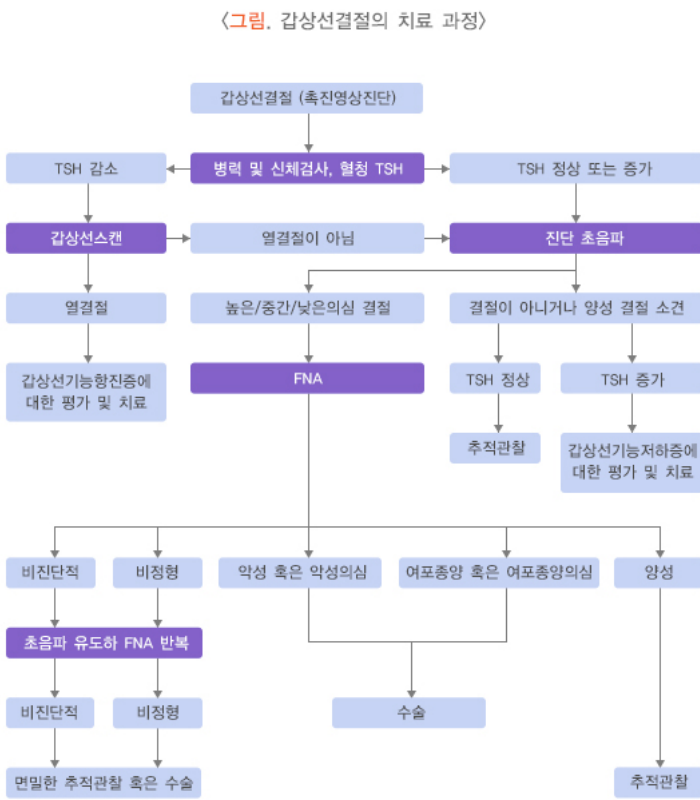 <그림. 갑상선결절의 치료 과정>
갑상선결절 (촉진영상진단)
TSH 감소
병력 및 신체검사, 혈청 TSH
TSH 정상 또는 증가
갑상선스캔
열결절이 아님
진단 초음파
열결절
높은/중간/낮은의심 결절
결절이 아니거나 양성 결절 소견
갑상선기능항진증에
대한 평가 및 치료
FNA
TSH 정상
TSH 증가
추적관찰
갑상선기능저하증에
대한 평가 및 치료
비진단적
비정형
악성 혹은 악성의심
여포종양 혹은 여포종양의심
양성
초음파 유도하 FNA 반복
비진단적
비정형
수술
면밀한 추적관찰 혹은 수술
추적관찰